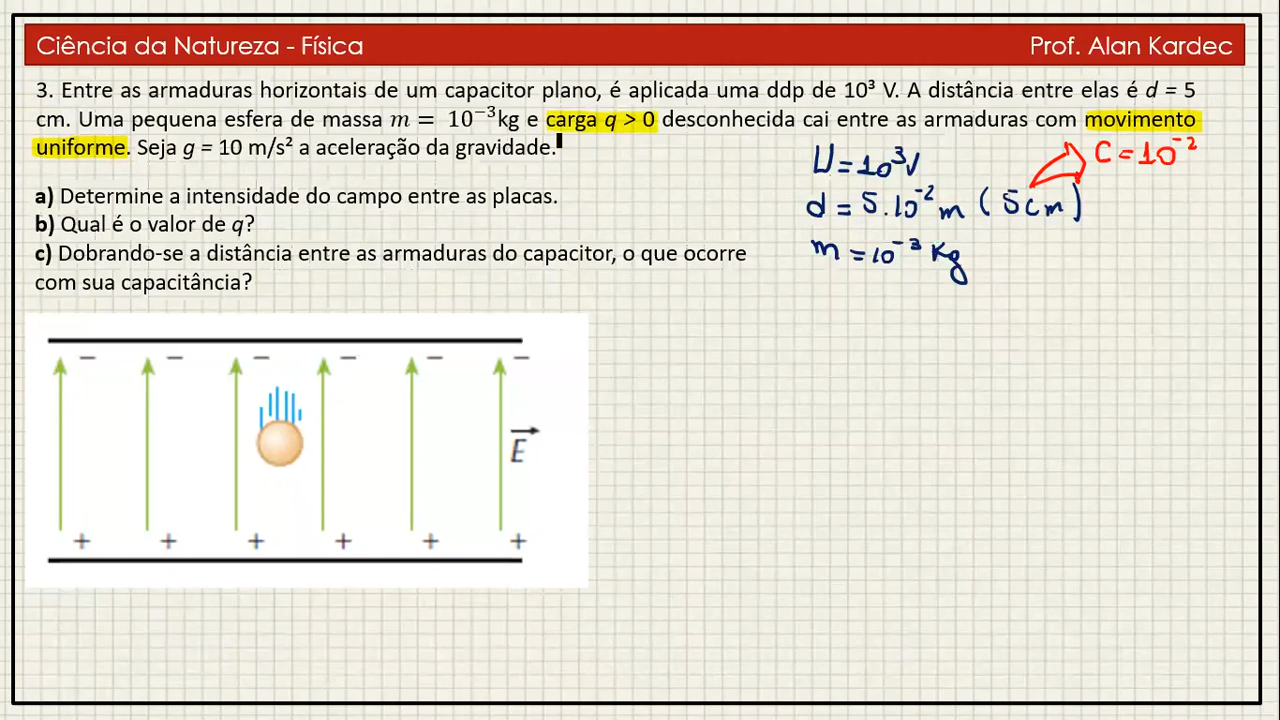 Ciência da Natureza - Física
Prof. Alan Kardec
3. Entre as armaduras horizontais de um capacitor plano, é aplicada uma ddp de 10³ V. A distância entre elas é d = 5
cm. Uma pequena esfera de massa m = 10⁻³kg e carga q > 0 desconhecida cai entre as armaduras com movimento
uniforme. Seja g = 10 m/s² a aceleração da gravidade.
a) Determine a intensidade do campo entre as placas.
b) Qual é o valor de q?
c) Dobrando-se a distância entre as armaduras do capacitor, o que ocorre
com sua capacitância?
U = 10³V
C = 10⁻²
d = 5.10⁻² m (5cm)
m = 10⁻³ Kg
− − − − − −
E
+ + + + + +